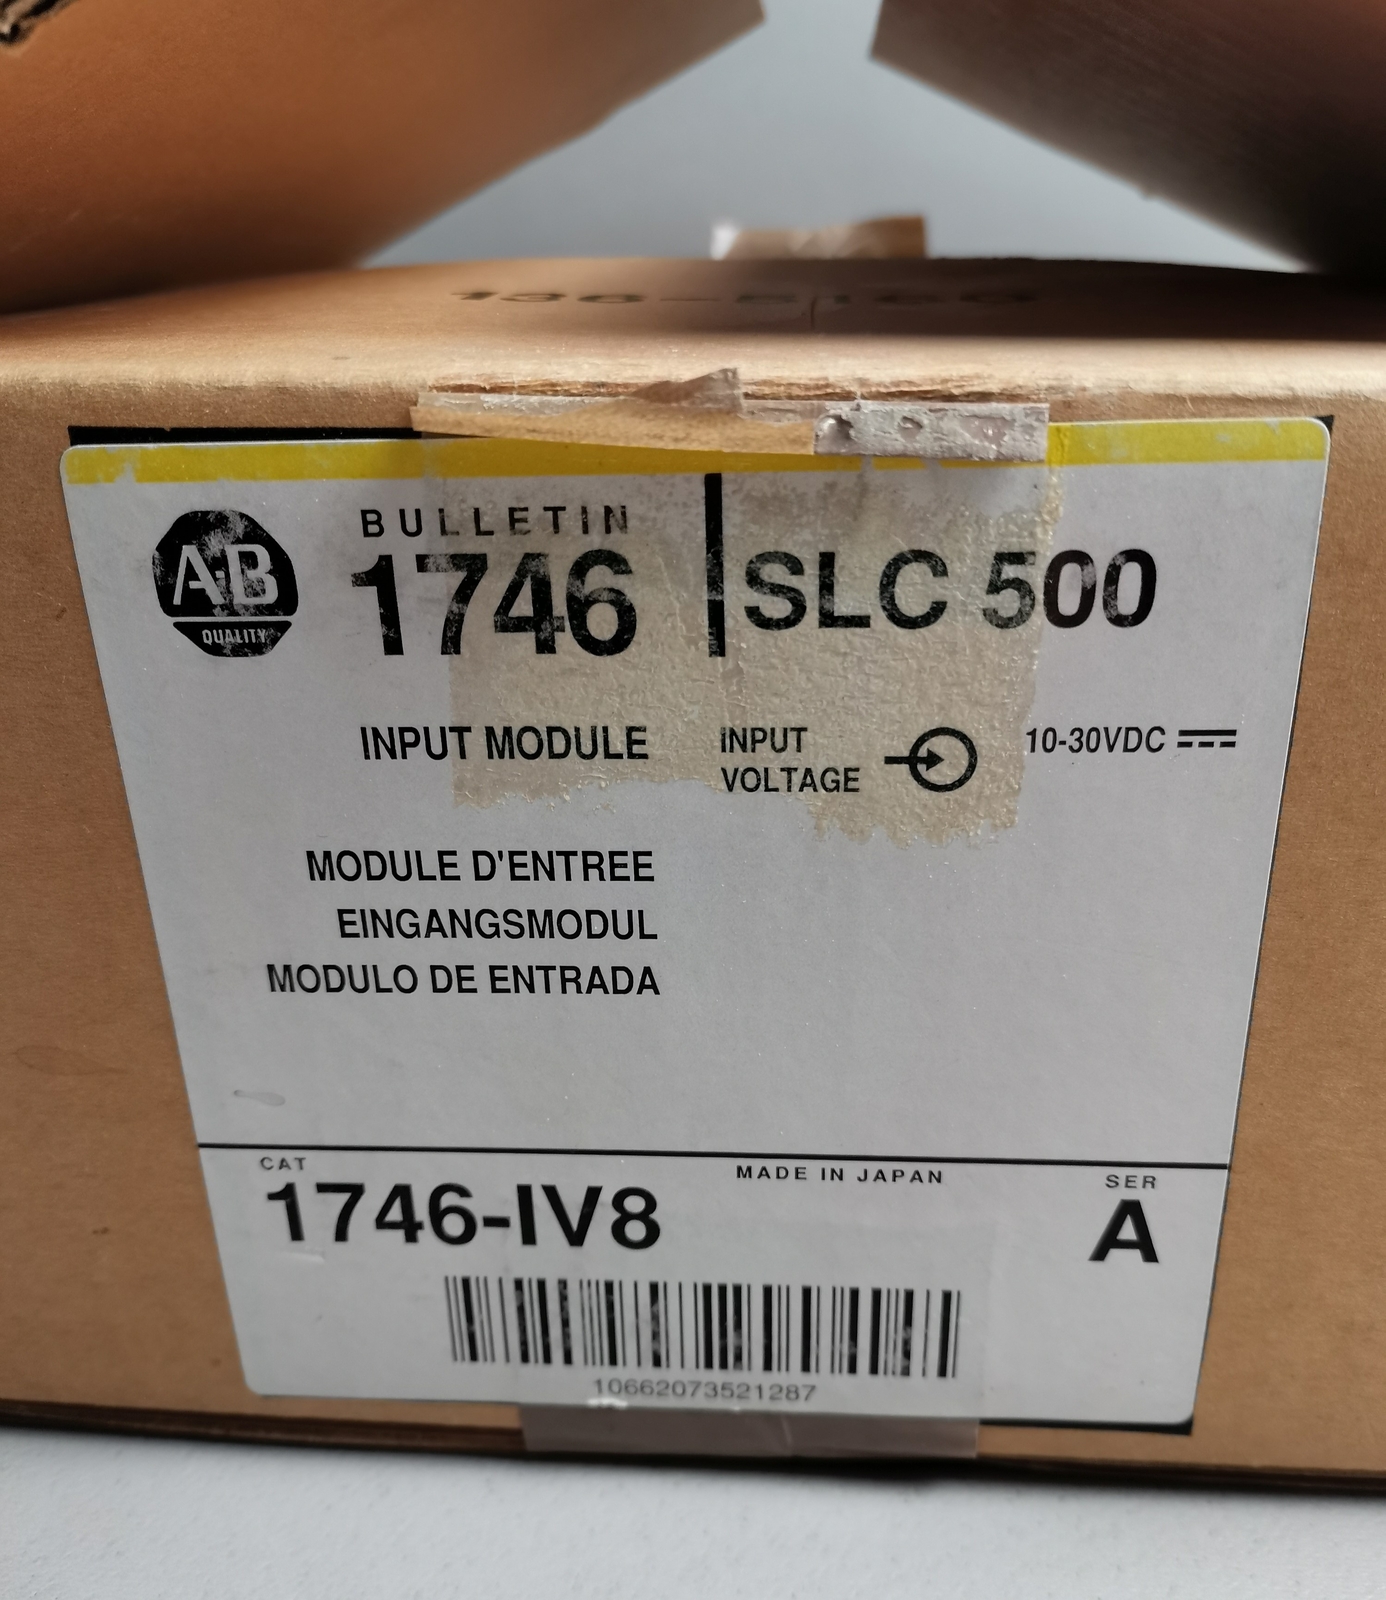 A-B
QUALITY
BULLETIN
1746
SLC 500
INPUT MODULE
INPUT
VOLTAGE
10-30VDC
MODULE D'ENTREE
EINGANGSMODUL
MODULO DE ENTRADA
CAT
1746-IV8
MADE IN JAPAN
SER
A
10662073521287